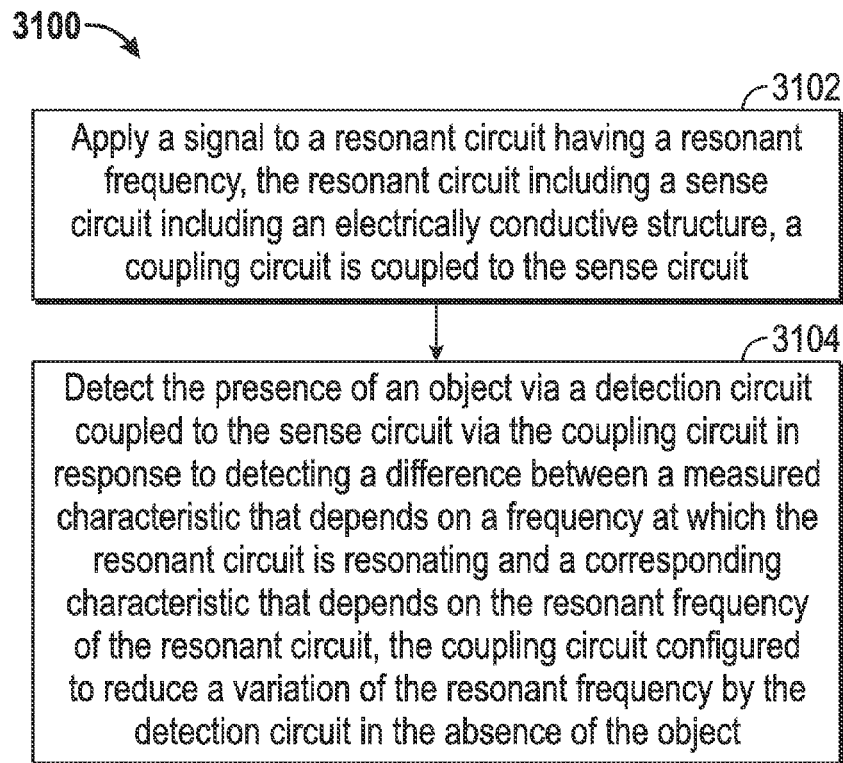 3100
3102
Apply a signal to a resonant circuit having a resonant
frequency, the resonant circuit including a sense
circuit including an electrically conductive structure, a
coupling circuit is coupled to the sense circuit
3104
Detect the presence of an object via a detection circuit
coupled to the sense circuit via the coupling circuit in
response to detecting a difference between a measured
characteristic that depends on a frequency at which the
resonant circuit is resonating and a corresponding
characteristic that depends on the resonant frequency
of the resonant circuit, the coupling circuit configured
to reduce a variation of the resonant frequency by the
detection circuit in the absence of the object